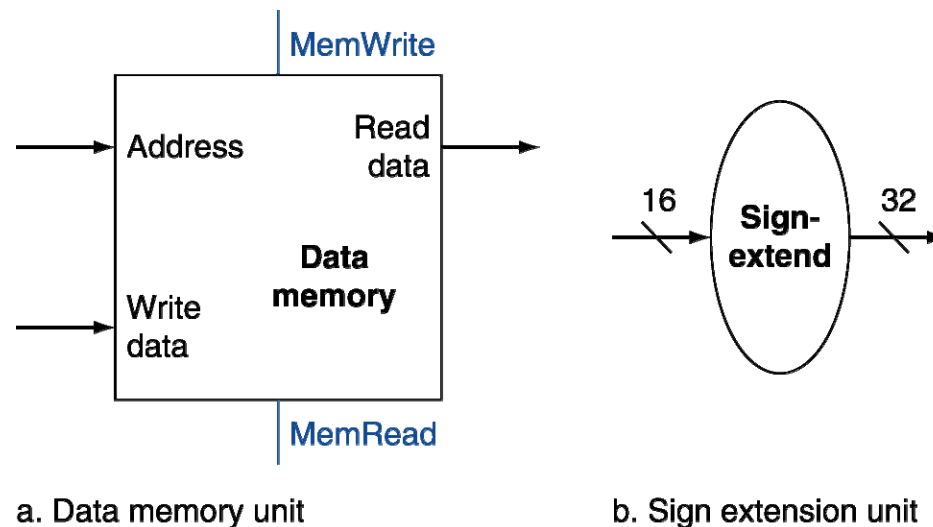 MemWrite
Address
Read
data
Data
memory
Write
data
MemRead
a. Data memory unit
16
Sign-
extend
32
b. Sign extension unit